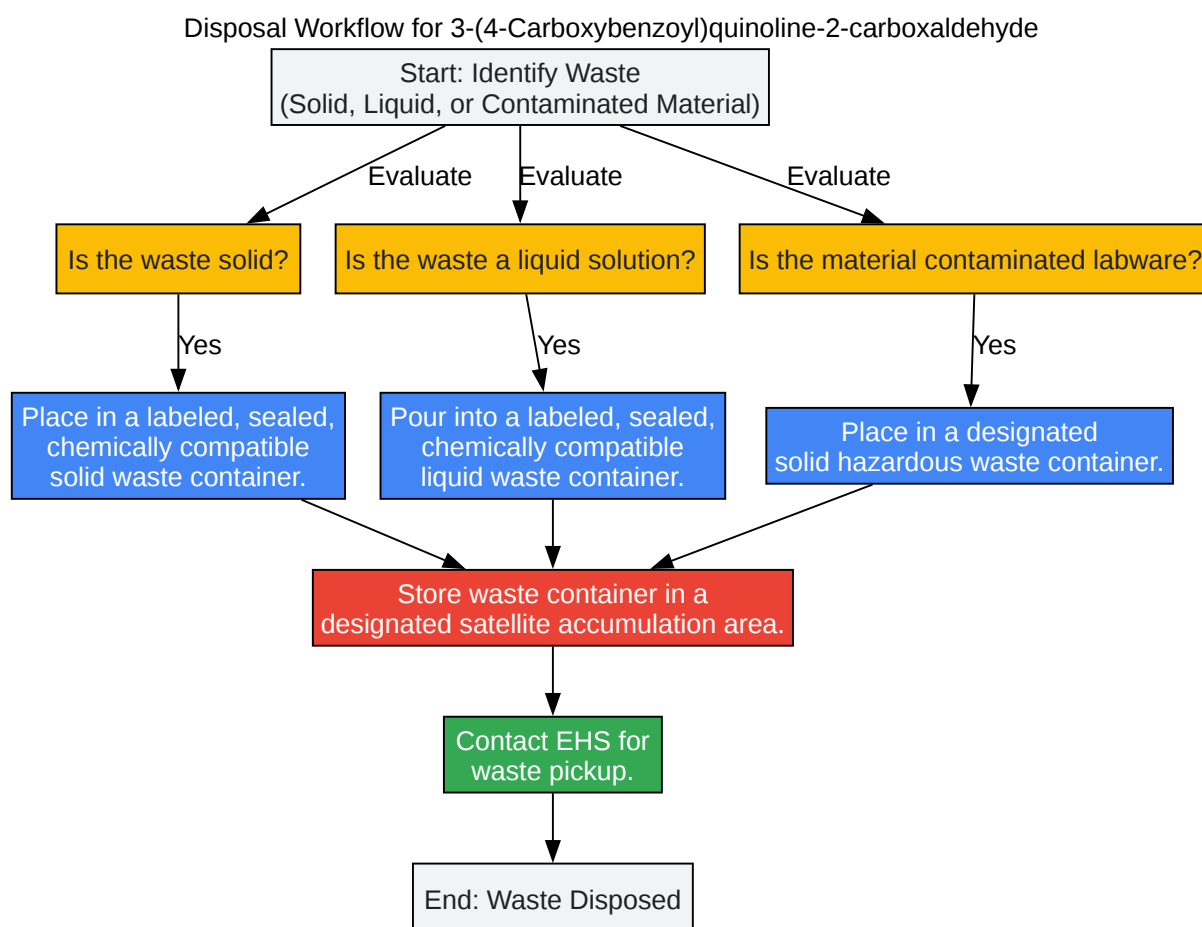 Disposal Workflow for 3-(4-Carboxybenzoyl)quinoline-2-carboxaldehyde
Start: Identify Waste
(Solid, Liquid, or Contaminated Material)
Evaluate
Evaluate
Evaluate
Is the waste solid?
Is the waste a liquid solution?
Is the material contaminated labware?
Yes
Yes
Yes
Place in a labeled, sealed,
chemically compatible
solid waste container.
Pour into a labeled, sealed,
chemically compatible
liquid waste container.
Place in a designated
solid hazardous waste container.
Store waste container in a
designated satellite accumulation area.
Contact EHS for
waste pickup.
End: Waste Disposed